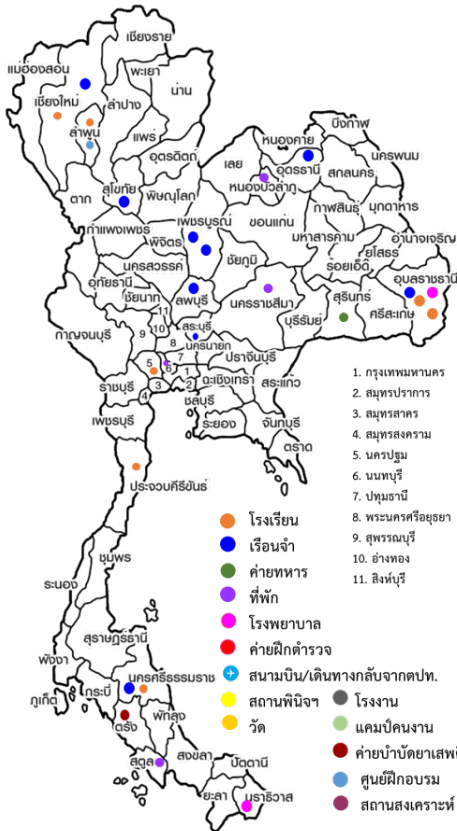 เชียงราย
แม่ฮ่องสอน
พะเยา
น่าน
เชียงใหม่
ลำปาง
ลำพูน
แพร่
อุตรดิตถ์
ตาก
สุโขทัย
พิษณุโลก
เลย
หนองคาย
บึงกาฬ
อุดรธานี
นครพนม
สกลนคร
หนองบัวลำภู
กำแพงเพชร
เพชรบูรณ์
ขอนแก่น
กาฬสินธุ์
มุกดาหาร
พิจิตร
มหาสารคาม
อำนาจเจริญ
นครสวรรค์
ชัยภูมิ
ร้อยเอ็ด
ยโสธร
อุบลราชธานี
อุทัยธานี
ชัยนาท
ลพบุรี
นครราชสีมา
สุรินทร์
บุรีรัมย์
ศรีสะเกษ
11
10
9
สระบุรี
กาญจนบุรี
8
นครนายก
ปราจีนบุรี
5
6
7
1
ฉะเชิงเทรา
สระแก้ว
ราชบุรี
3
2
4
ชลบุรี
เพชรบุรี
ระยอง
จันทบุรี
ตราด
ประจวบคีรีขันธ์
ชุมพร
ระนอง
สุราษฎร์ธานี
พังงา
นครศรีธรรมราช
ภูเก็ต
กระบี่
ตรัง
พัทลุง
สตูล
สงขลา
ปัตตานี
ยะลา
นราธิวาส
1. กรุงเทพมหานคร
2. สมุทรปราการ
3. สมุทรสาคร
4. สมุทรสงคราม
5. นครปฐม
6. นนทบุรี
7. ปทุมธานี
8. พระนครศรีอยุธยา
9. สุพรรณบุรี
10. อ่างทอง
11. สิงห์บุรี
โรงเรียน
เรือนจำ
ค่ายทหาร
ที่พัก
โรงพยาบาล
ค่ายฝึกตำรวจ
สนามบิน/เดินทางกลับจากตปท.
สถานพินิจฯ
โรงงาน
วัด
แคมป์คนงาน
ค่ายบำบัดยาเสพติ
ศูนย์ฝึกอบรม
สถานสงเคราะห์